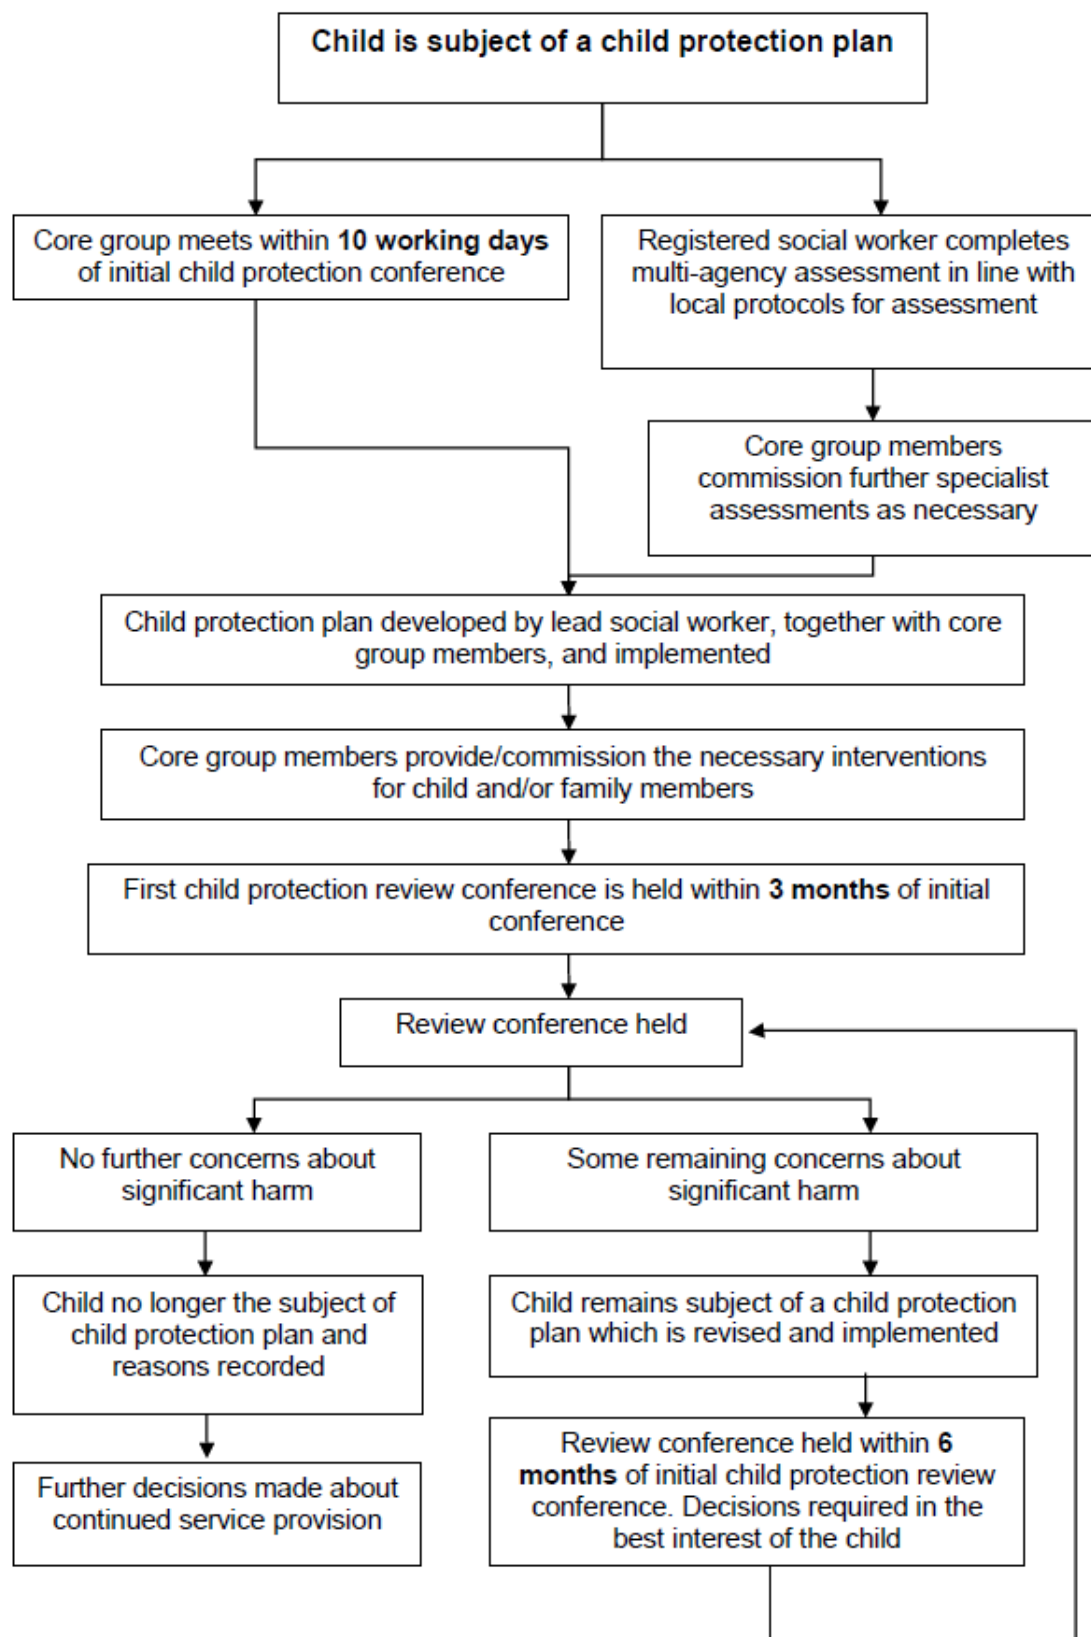 Child is subject of a child protection plan
Core group meets within 10 working days
of initial child protection conference
Registered social worker completes
multi-agency assessment in line with
local protocols for assessment
Core group members
commission further specialist
assessments as necessary
Child protection plan developed by lead social worker, together with core
group members, and implemented
Core group members provide/commission the necessary interventions
for child and/or family members
First child protection review conference is held within 3 months of initial
conference
Review conference held
No further concerns about
significant harm
Some remaining concerns about
significant harm
Child no longer the subject of
child protection plan and
reasons recorded
Child remains subject of a child protection
plan which is revised and implemented
Further decisions made about
continued service provision
Review conference held within 6
months of initial child protection review
conference. Decisions required in the
best interest of the child